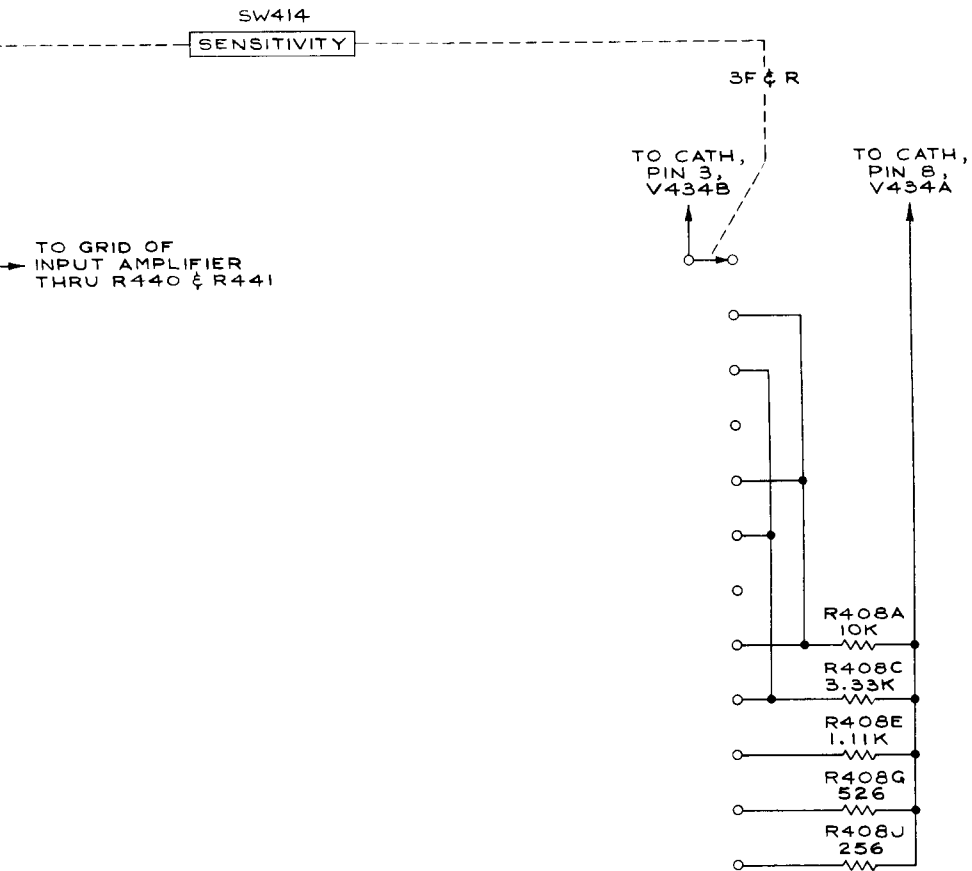 SW414
SENSITIVITY
3F & R
TO CATH,
PIN 3,
V434B
TO CATH,
PIN 8,
V434A
TO GRID OF
INPUT AMPLIFIER
THRU R440 & R441
R408A
10K
R408C
3.33K
R408E
1.11K
R408G
526
R408J
256